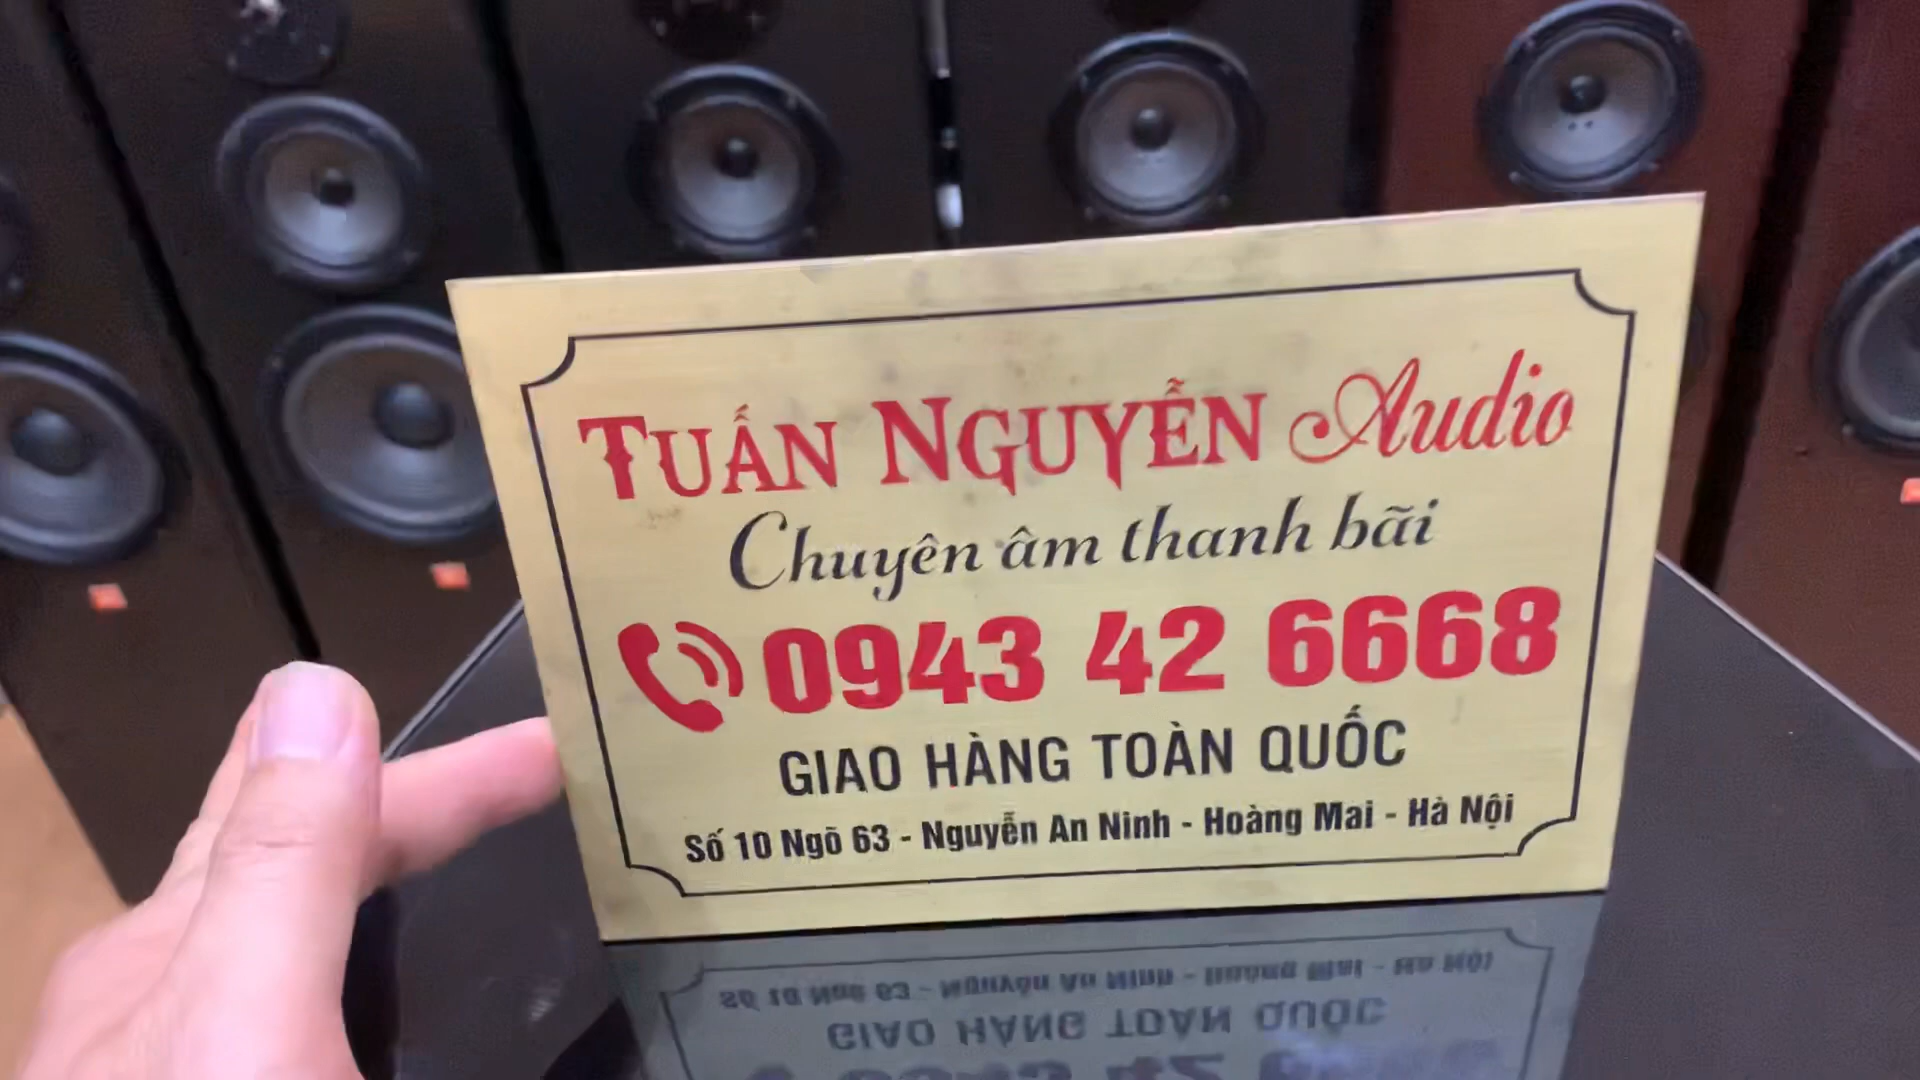 TUẤN NGUYỄN Audio
Chuyên âm thanh bãi
0943 42 6668
GIAO HÀNG TOÀN QUỐC
Số 10 Ngõ 63 - Nguyễn An Ninh - Hoàng Mai - Hà Nội